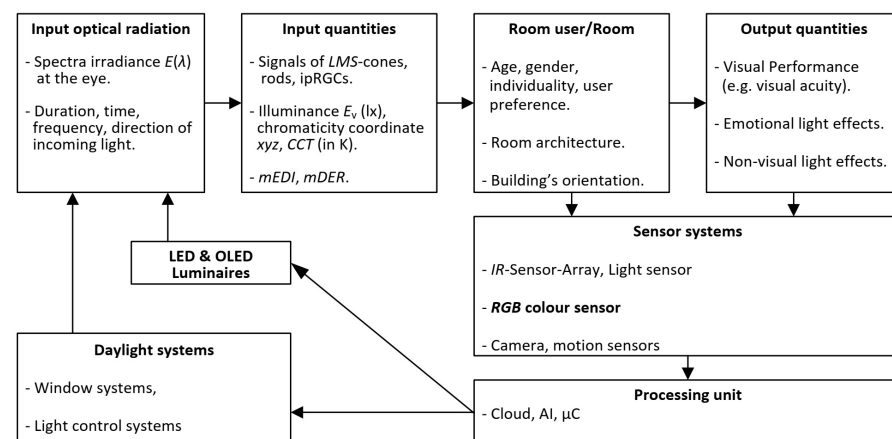 Input optical radiation
- Spectra irradiance E(λ)
at the eye.
- Duration, time,
frequency, direction of
incoming light.
Input quantities
- Signals of LMS-cones,
rods, ipRGCs.
- Illuminance Ev (lx),
chromaticity coordinate
xyz, CCT (in K).
- mEDI, mDER.
Room user/Room
- Age, gender,
individuality, user
preference.
- Room architecture.
- Building’s orientation.
Output quantities
- Visual Performance
(e.g. visual acuity).
- Emotional light effects.
- Non-visual light effects.
LED & OLED
Luminaires
Sensor systems
- IR-Sensor-Array, Light sensor
- RGB colour sensor
- Camera, motion sensors
Daylight systems
- Window systems,
- Light control systems
Processing unit
- Cloud, AI, µC